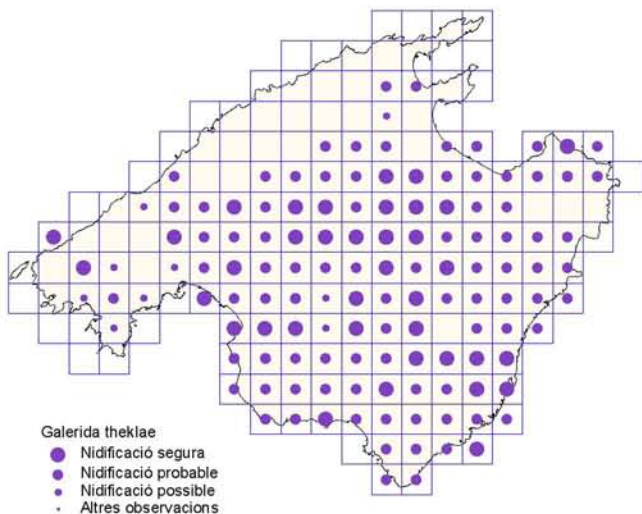 Galerida theklae
Nidificació segura
Nidificació probable
Nidificació possible
Altres observacions